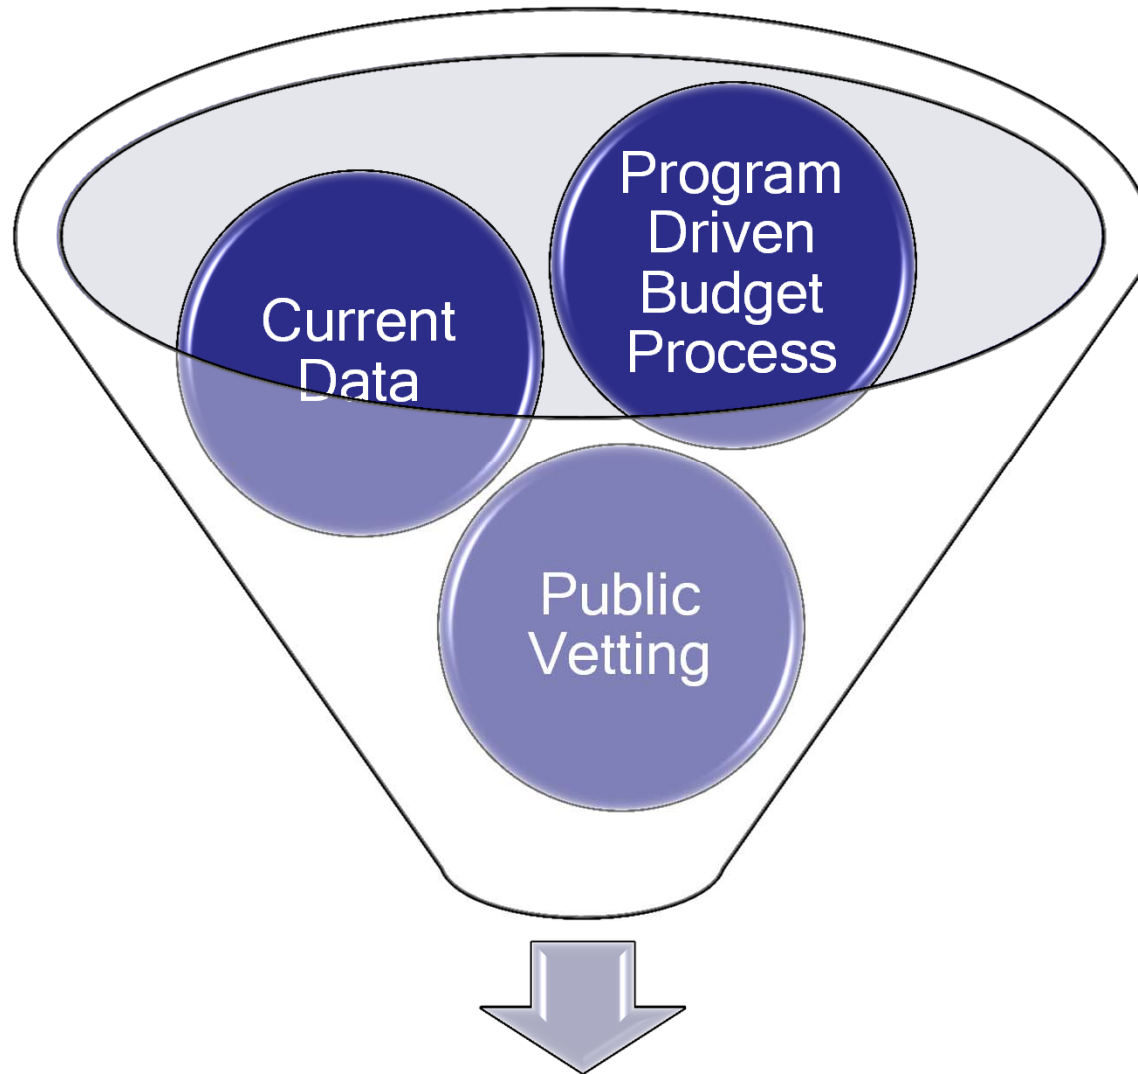 Program
Driven
Budget
Process
Current
Data
Public
Vetting